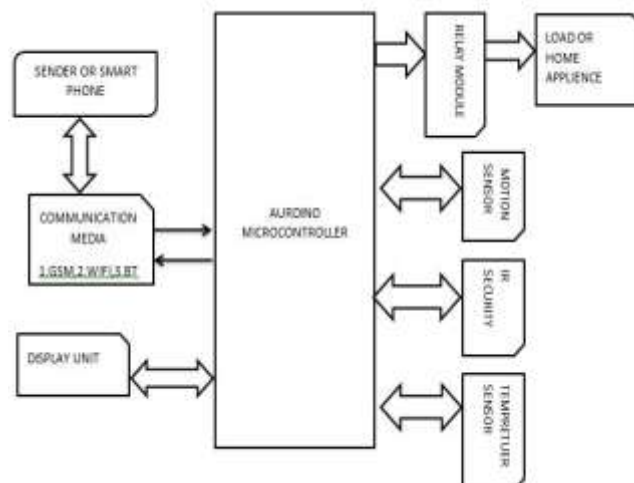 SENDER OR SMART
PHONE
COMMUNICATION
MEDIA
1.GSM,2.WIFI,3.BT
DISPLAY UNIT
AURDINO
MICROCONTROLLER
RELAY MODULE
LOAD OR
HOME
APPLIENCE
MOTION
SENSOR
IR
SECURITY
TEMPRETUER
SENSOR